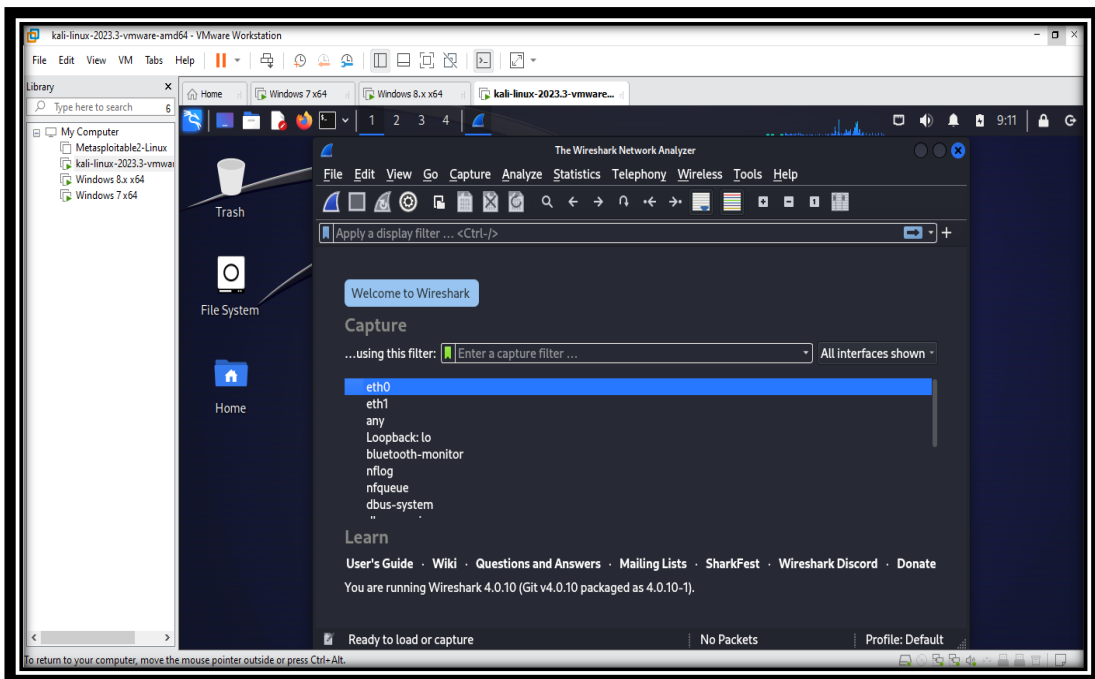 kali-linux-2023.3-vmware-amd64 - VMware Workstation
File Edit View VM Tabs Help
Library
Type here to search
My Computer
Metasploitable2-Linux
kali-linux-2023.3-vmwar
Windows 8.x x64
Windows 7 x64
Home
Windows 7 x64
Windows 8.x x64
kali-linux-2023.3-vmware...
1 2 3 4
9:11
Trash
File System
Home
The Wireshark Network Analyzer
File Edit View Go Capture Analyze Statistics Telephony Wireless Tools Help
Apply a display filter ... <Ctrl-/>
Welcome to Wireshark
Capture
...using this filter: Enter a capture filter ... All interfaces shown
eth0
eth1
any
Loopback: lo
bluetooth-monitor
nflog
nfqueue
dbus-system
Learn
User's Guide · Wiki · Questions and Answers · Mailing Lists · SharkFest · Wireshark Discord · Donate
You are running Wireshark 4.0.10 (Git v4.0.10 packaged as 4.0.10-1).
Ready to load or capture No Packets Profile: Default
To return to your computer, move the mouse pointer outside or press Ctrl+Alt.